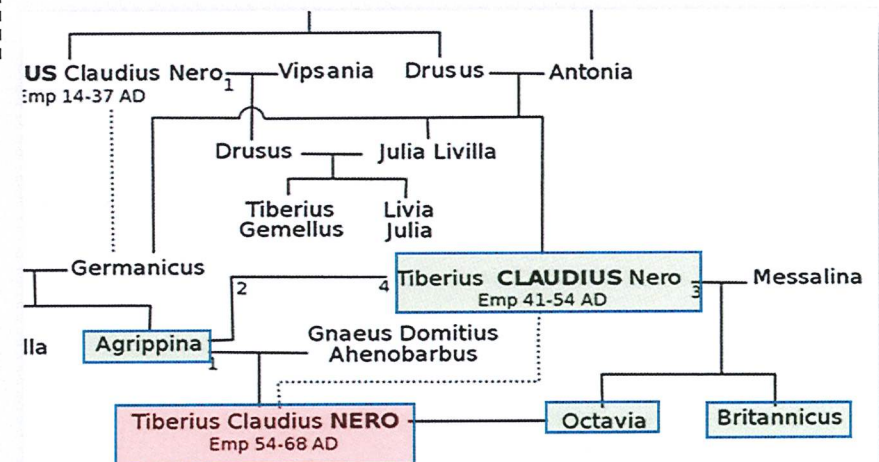 US Claudius Nero 1 Vipsania Drusus Antonia
Emp 14-37 AD
Drusus Julia Livilla
Tiberius Gemellus
Livia Julia
Germanicus
2 4 Tiberius CLAUDIUS Nero 3 Messalina
Emp 41-54 AD
lla Agrippina 1
Gnaeus Domitius
Ahenobarbus
Tiberius Claudius NERO Octavia Britannicus
Emp 54-68 AD